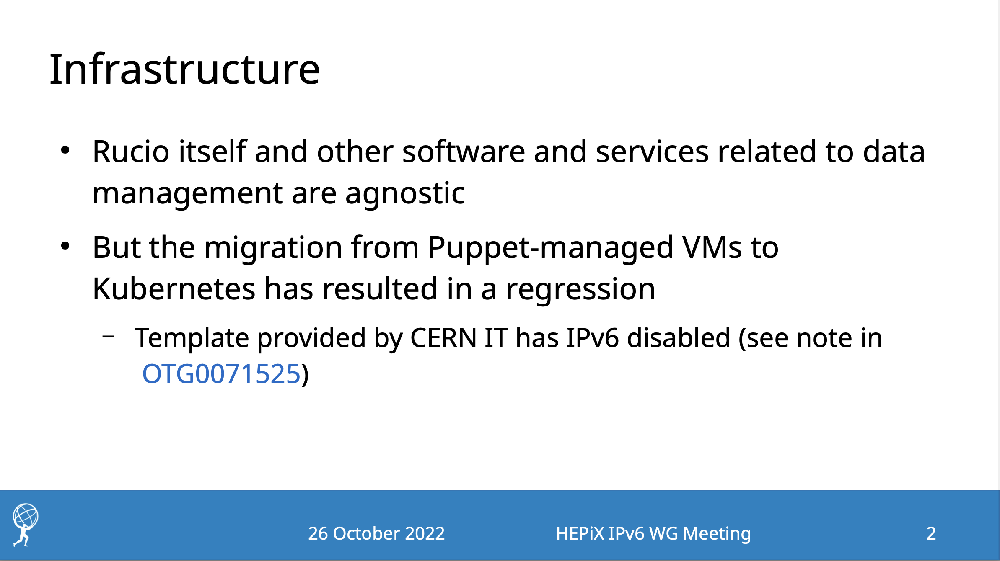 Infrastructure
• Rucio itself and other software and services related to data
management are agnostic
• But the migration from Puppet-managed VMs to
Kubernetes has resulted in a regression
– Template provided by CERN IT has IPv6 disabled (see note in
OTG0071525)
26 October 2022
HEPiX IPv6 WG Meeting
2